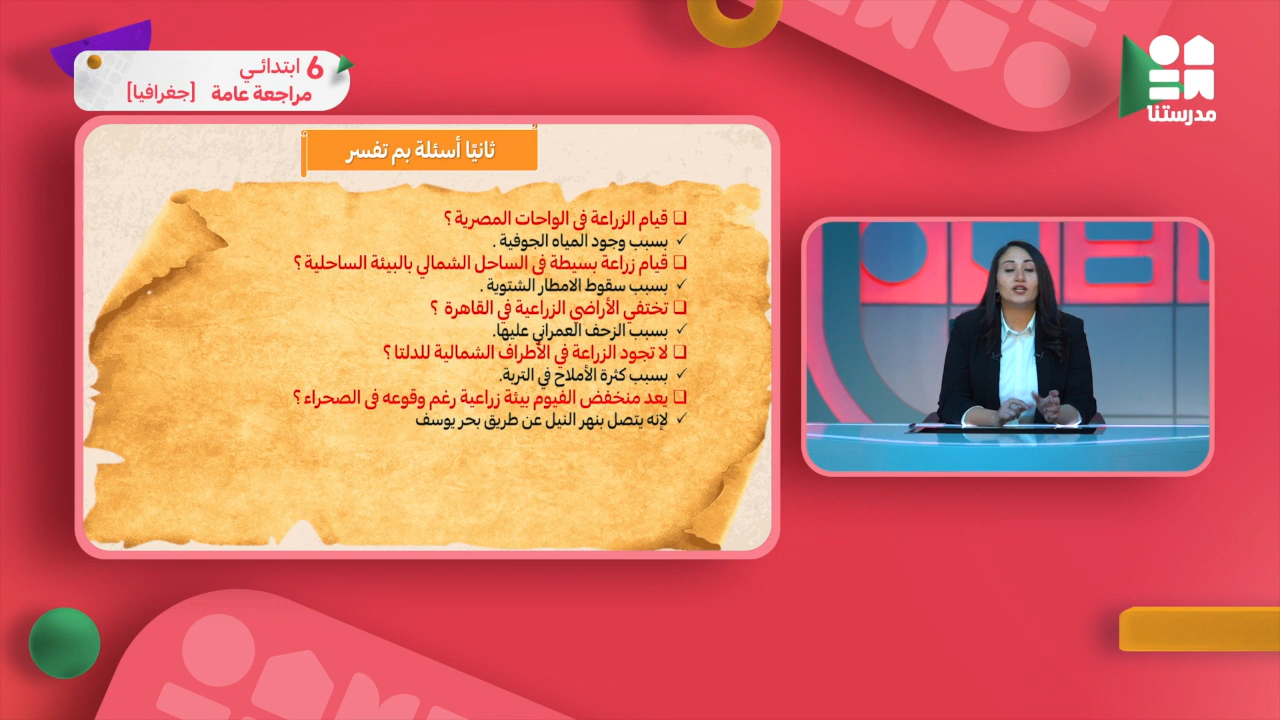 6 ابتدائي
مراجعة عامة [جغرافيا]
مدرستنا
ثانيًا أسئلة بم تفسر
❑ قيام الزراعة فى الواحات المصرية ؟
✓ بسبب وجود المياه الجوفية .
❑ قيام زراعة بسيطة فى الساحل الشمالي بالبيئة الساحلية ؟
✓ بسبب سقوط الامطار الشتوية .
❑ تختفي الأراضي الزراعية في القاهرة ؟
✓ بسبب الزحف العمراني عليها.
❑ لا تجود الزراعة في الأطراف الشمالية للدلتا ؟
✓ بسبب كثرة الأملاح في التربة.
❑ يعد منخفض الفيوم بيئة زراعية رغم وقوعه فى الصحراء ؟
✓ لإنه يتصل بنهر النيل عن طريق بحر يوسف